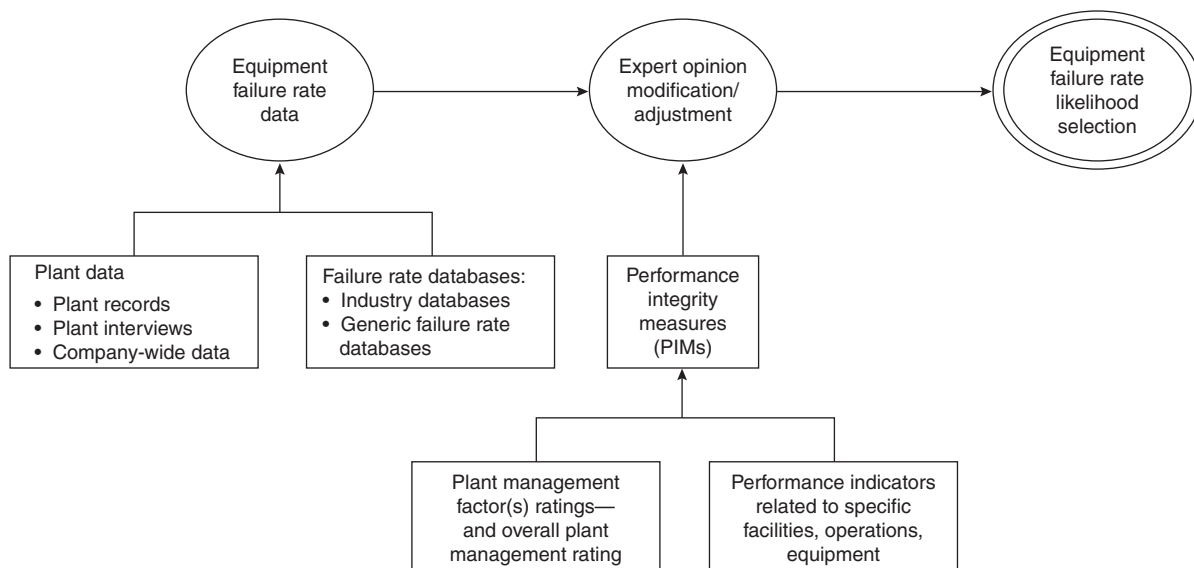 Equipment
failure rate
data
Expert opinion
modification/
adjustment
Equipment
failure rate
likelihood
selection
Plant data
• Plant records
• Plant interviews
• Company-wide data
Failure rate databases:
• Industry databases
• Generic failure rate
databases
Performance
integrity
measures
(PIMs)
Plant management
factor(s) ratings—
and overall plant
management rating
Performance indicators
related to specific
facilities, operations,
equipment